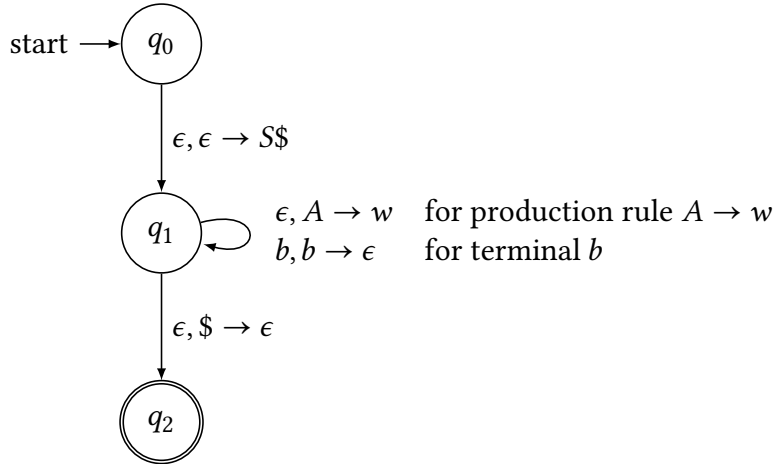 start
q₀
ϵ, ϵ → S$
q₁
ϵ, A → w for production rule A → w
b, b → ϵ for terminal b
ϵ, $ → ϵ
q₂